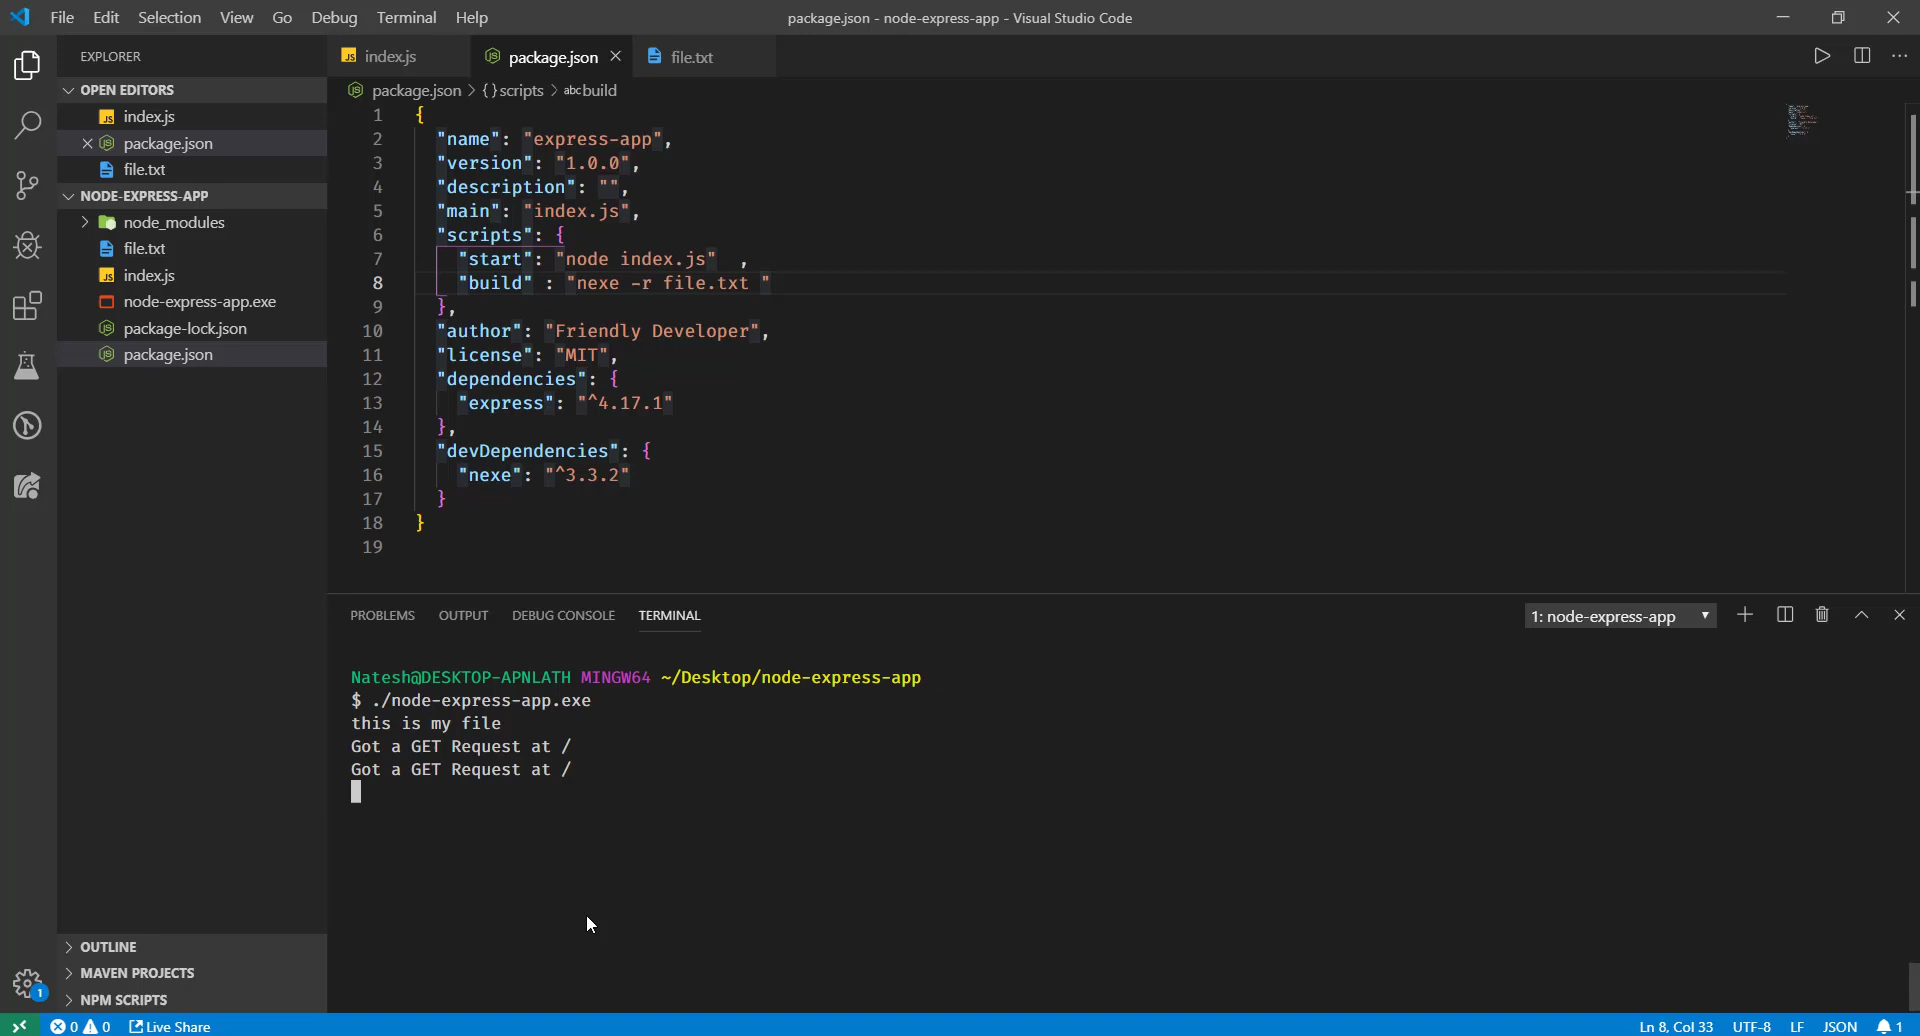 File Edit Selection View Go Debug Terminal Help
package.json - node-express-app - Visual Studio Code
EXPLORER
OPEN EDITORS
JS index.js
package.json
file.txt
NODE-EXPRESS-APP
node_modules
file.txt
JS index.js
node-express-app.exe
package-lock.json
package.json
OUTLINE
MAVEN PROJECTS
NPM SCRIPTS
1
JS index.js package.json file.txt
package.json > {} scripts > abc build
1 {
2 "name": "express-app",
3 "version": "1.0.0",
4 "description": "",
5 "main": "index.js",
6 "scripts": {
7 "start": "node index.js" ,
8 "build" : "nexe -r file.txt "
9 },
10 "author": "Friendly Developer",
11 "license": "MIT",
12 "dependencies": {
13 "express": "^4.17.1"
14 },
15 "devDependencies": {
16 "nexe": "^3.3.2"
17 }
18 }
19
PROBLEMS OUTPUT DEBUG CONSOLE TERMINAL
1: node-express-app
Natesh@DESKTOP-APNLATH MINGW64 ~/Desktop/node-express-app
$ ./node-express-app.exe
this is my file
Got a GET Request at /
Got a GET Request at /
0 0 Live Share
Ln 8, Col 33 UTF-8 LF JSON 1